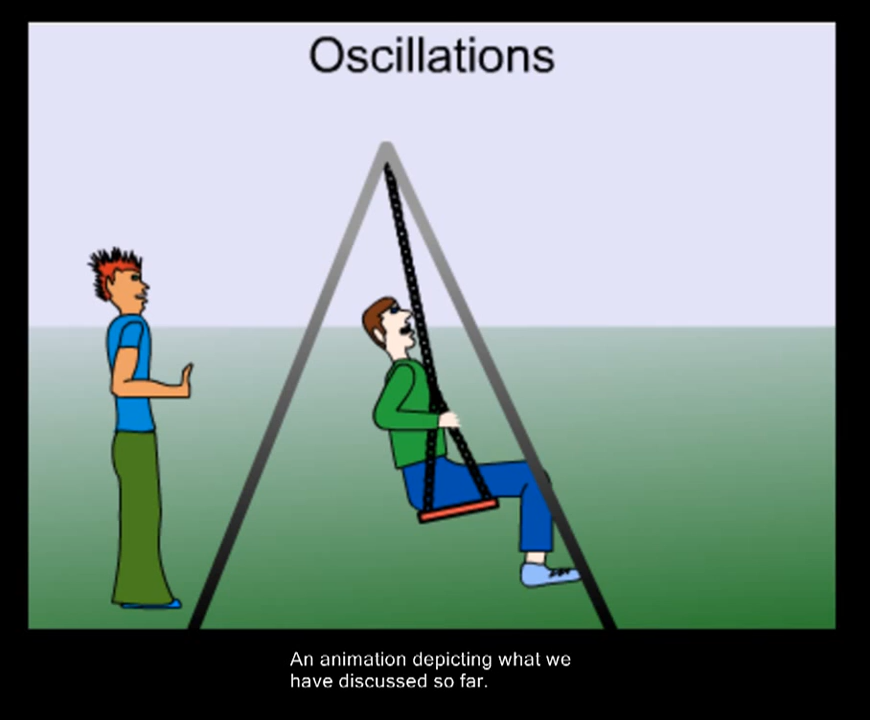 Oscillations
An animation depicting what we
have discussed so far.